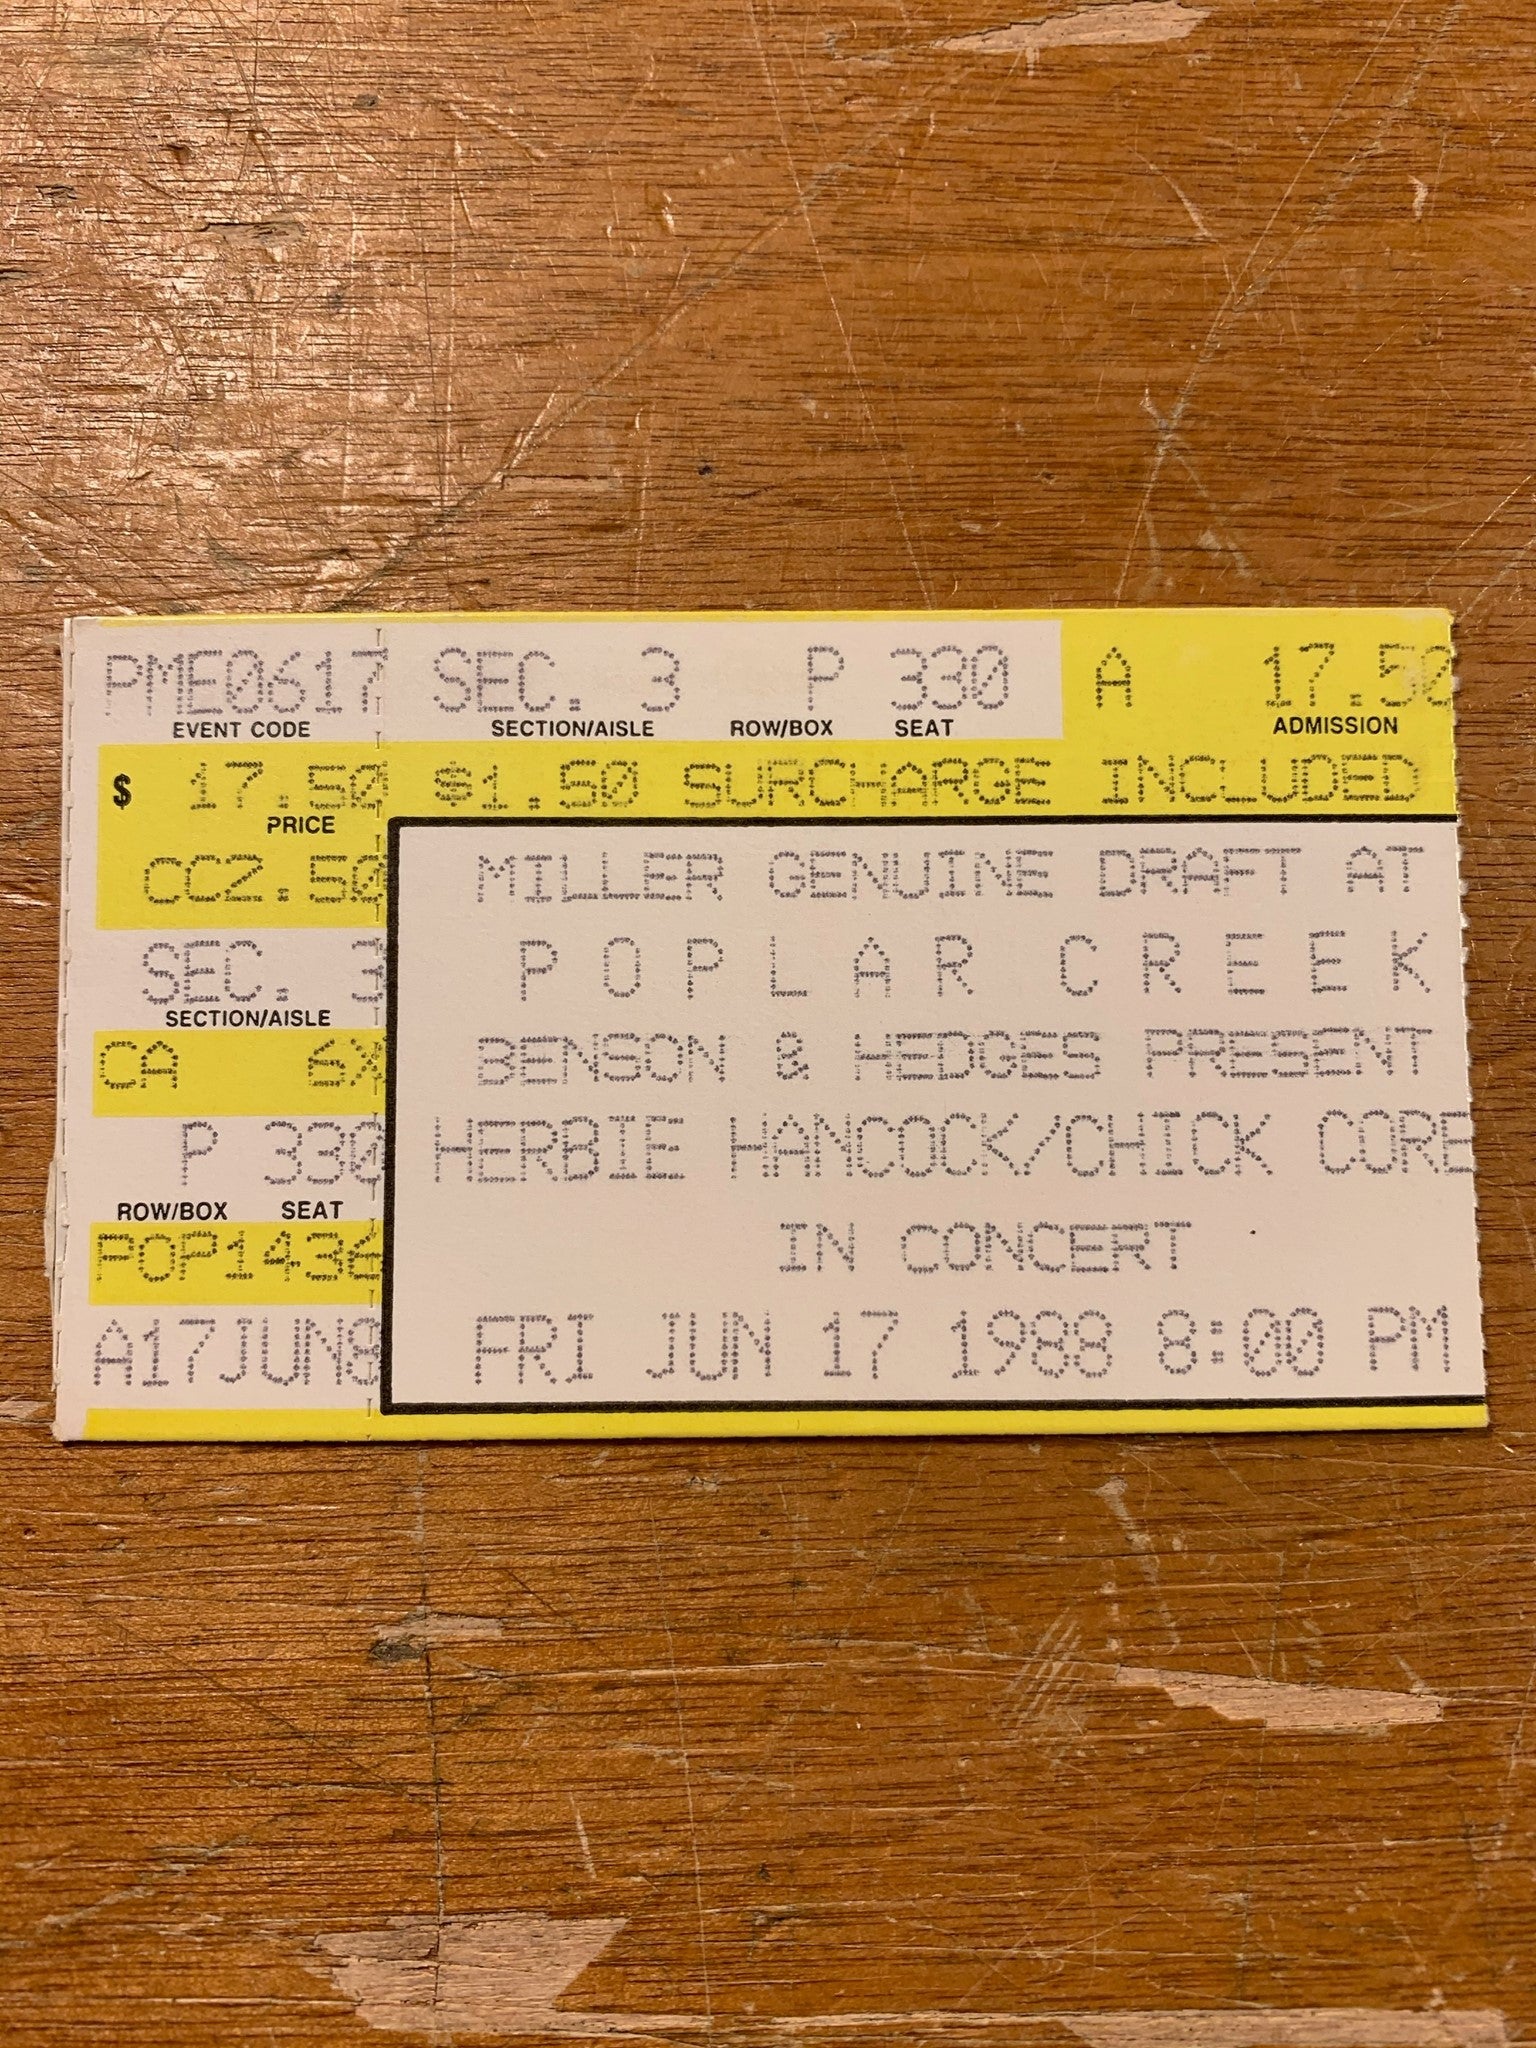 PME0617 SEC. 3 P 330 A 17.50
EVENT CODE SECTION/AISLE ROW/BOX SEAT ADMISSION
$ 17.50 $1.50 SURCHARGE INCLUDED
PRICE
CC2.50 MILLER GENUINE DRAFT AT
SEC. 3 POPLAR CREEK
SECTION/AISLE
CA 6X BENSON & HEDGES PRESENT
P 330 HERBIE HANCOCK/CHICK CORE
ROW/BOX SEAT
POP1436 IN CONCERT
A17JUN8 FRI JUN 17 1988 8:00 PM